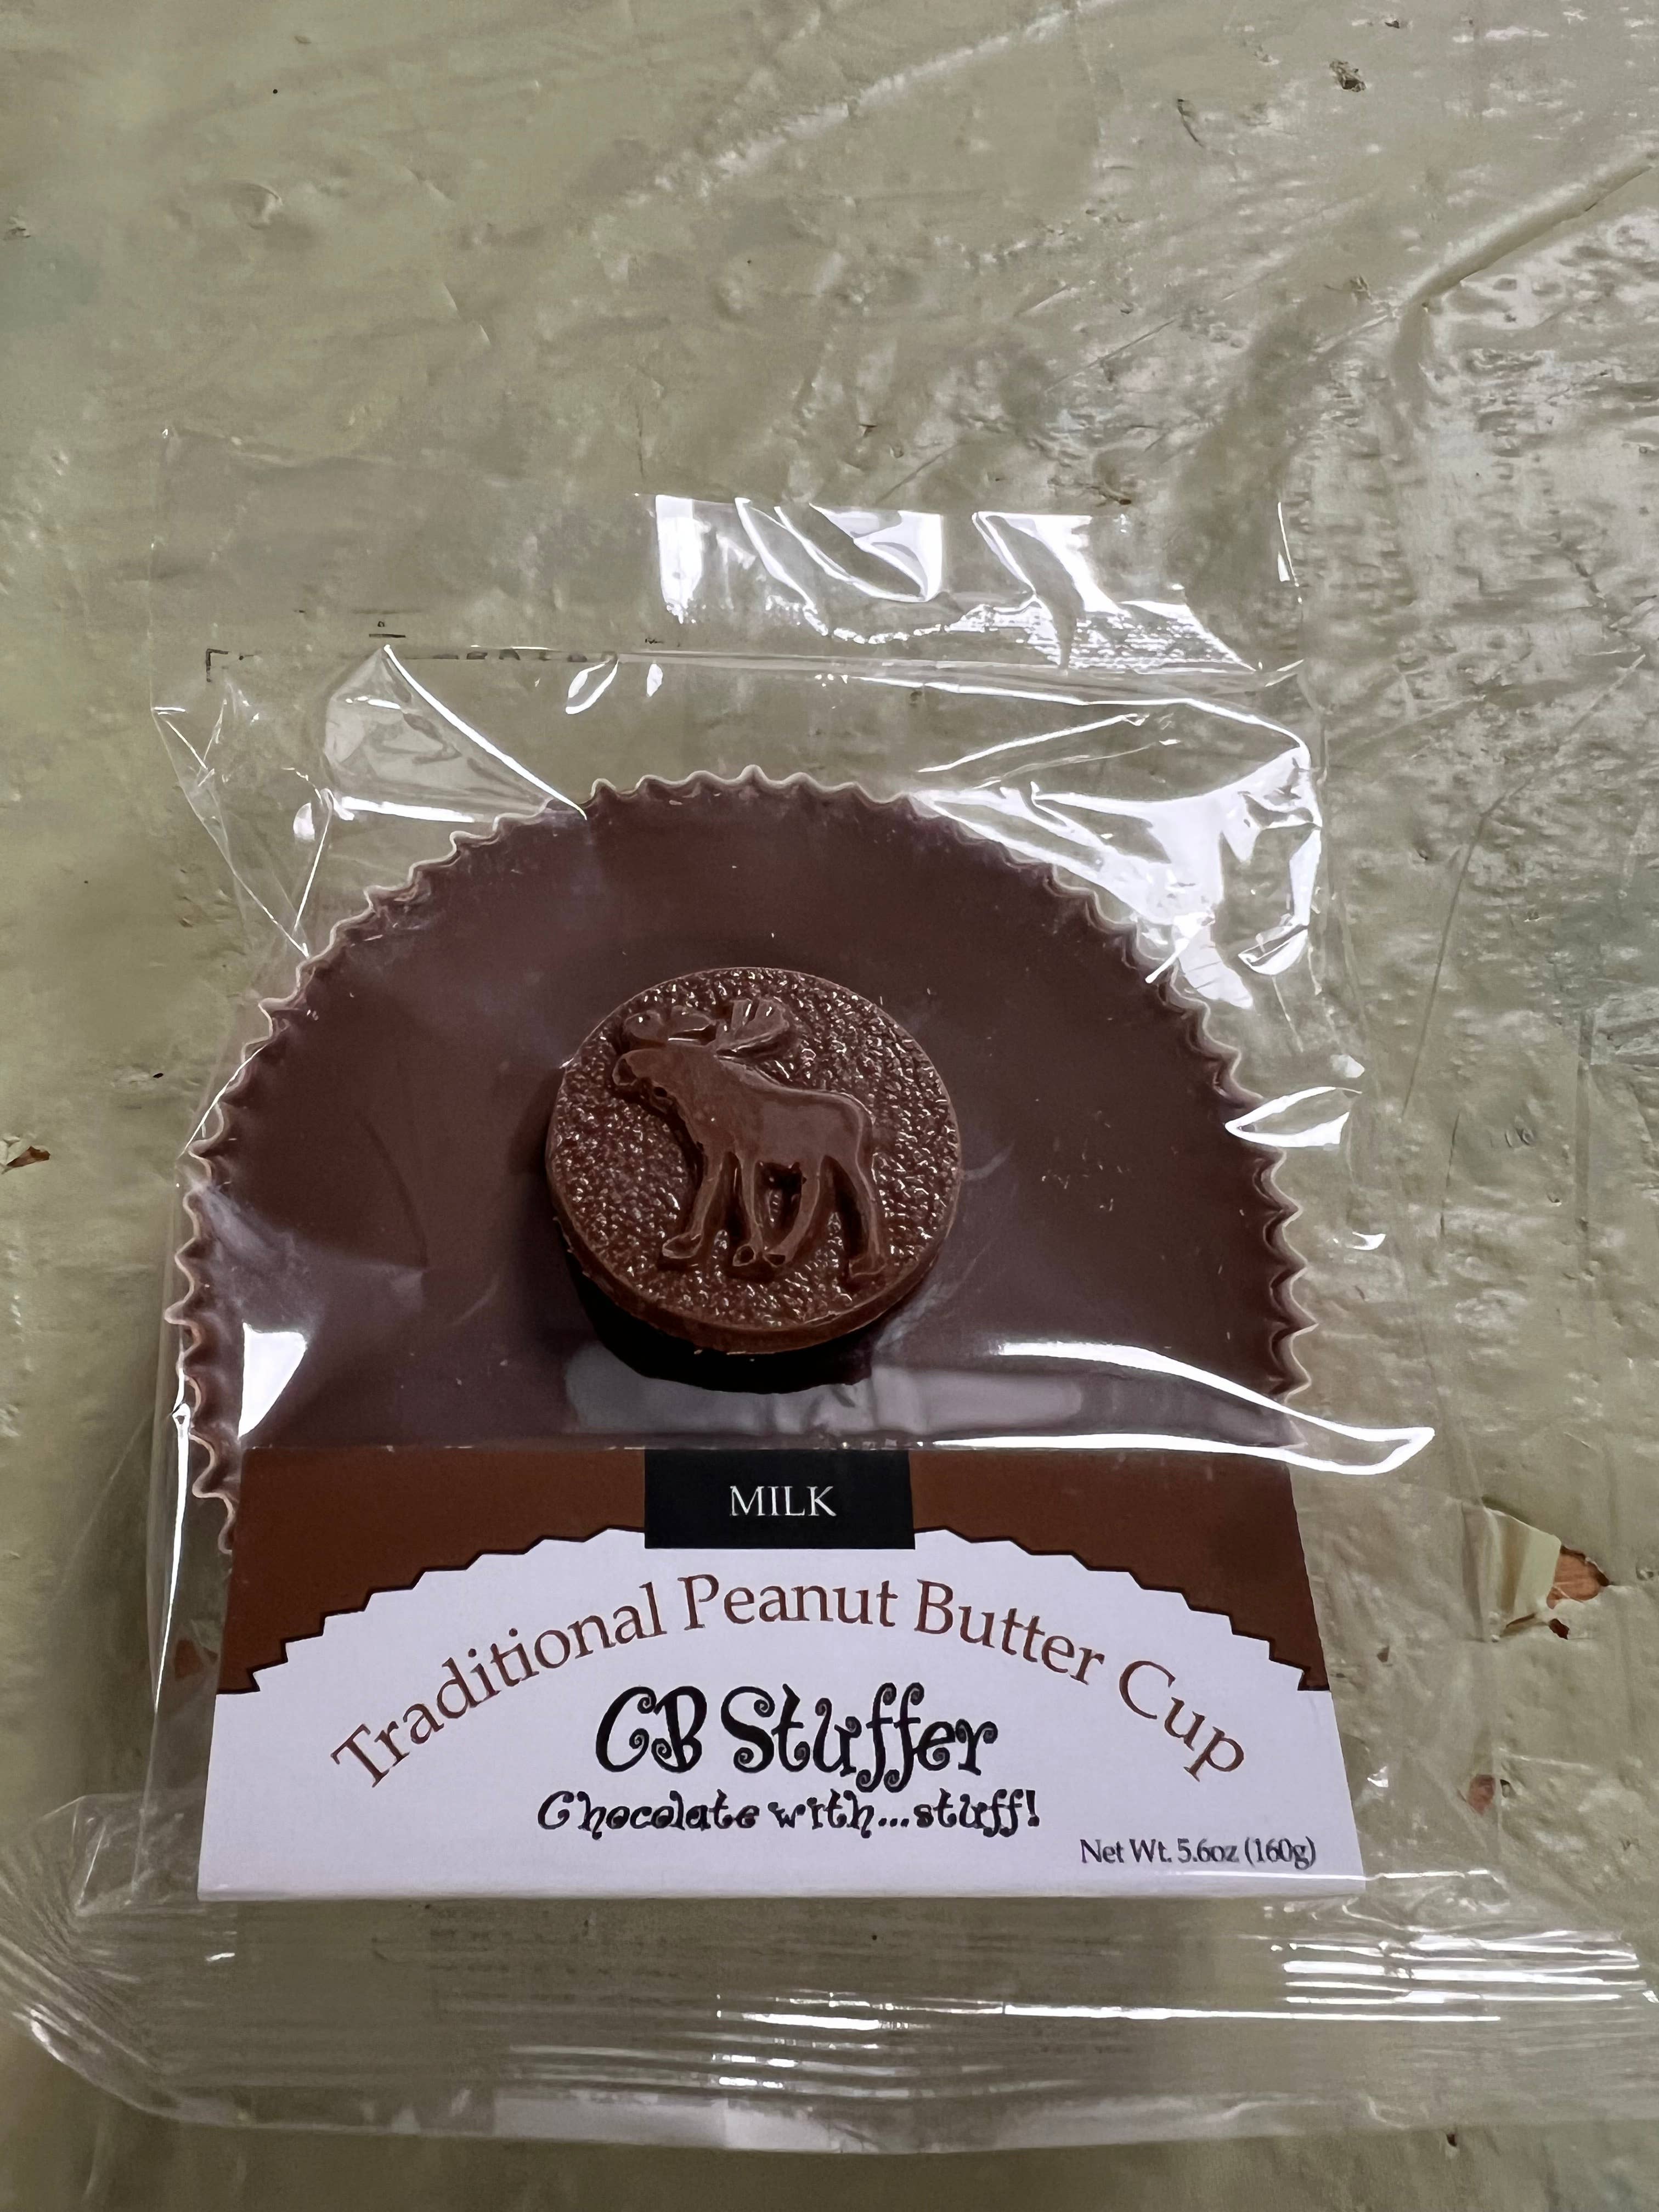 MILK
Traditional Peanut Butter Cup
CB Stuffer
Chocolate with...stuff!
Net Wt. 5.6oz (160g)